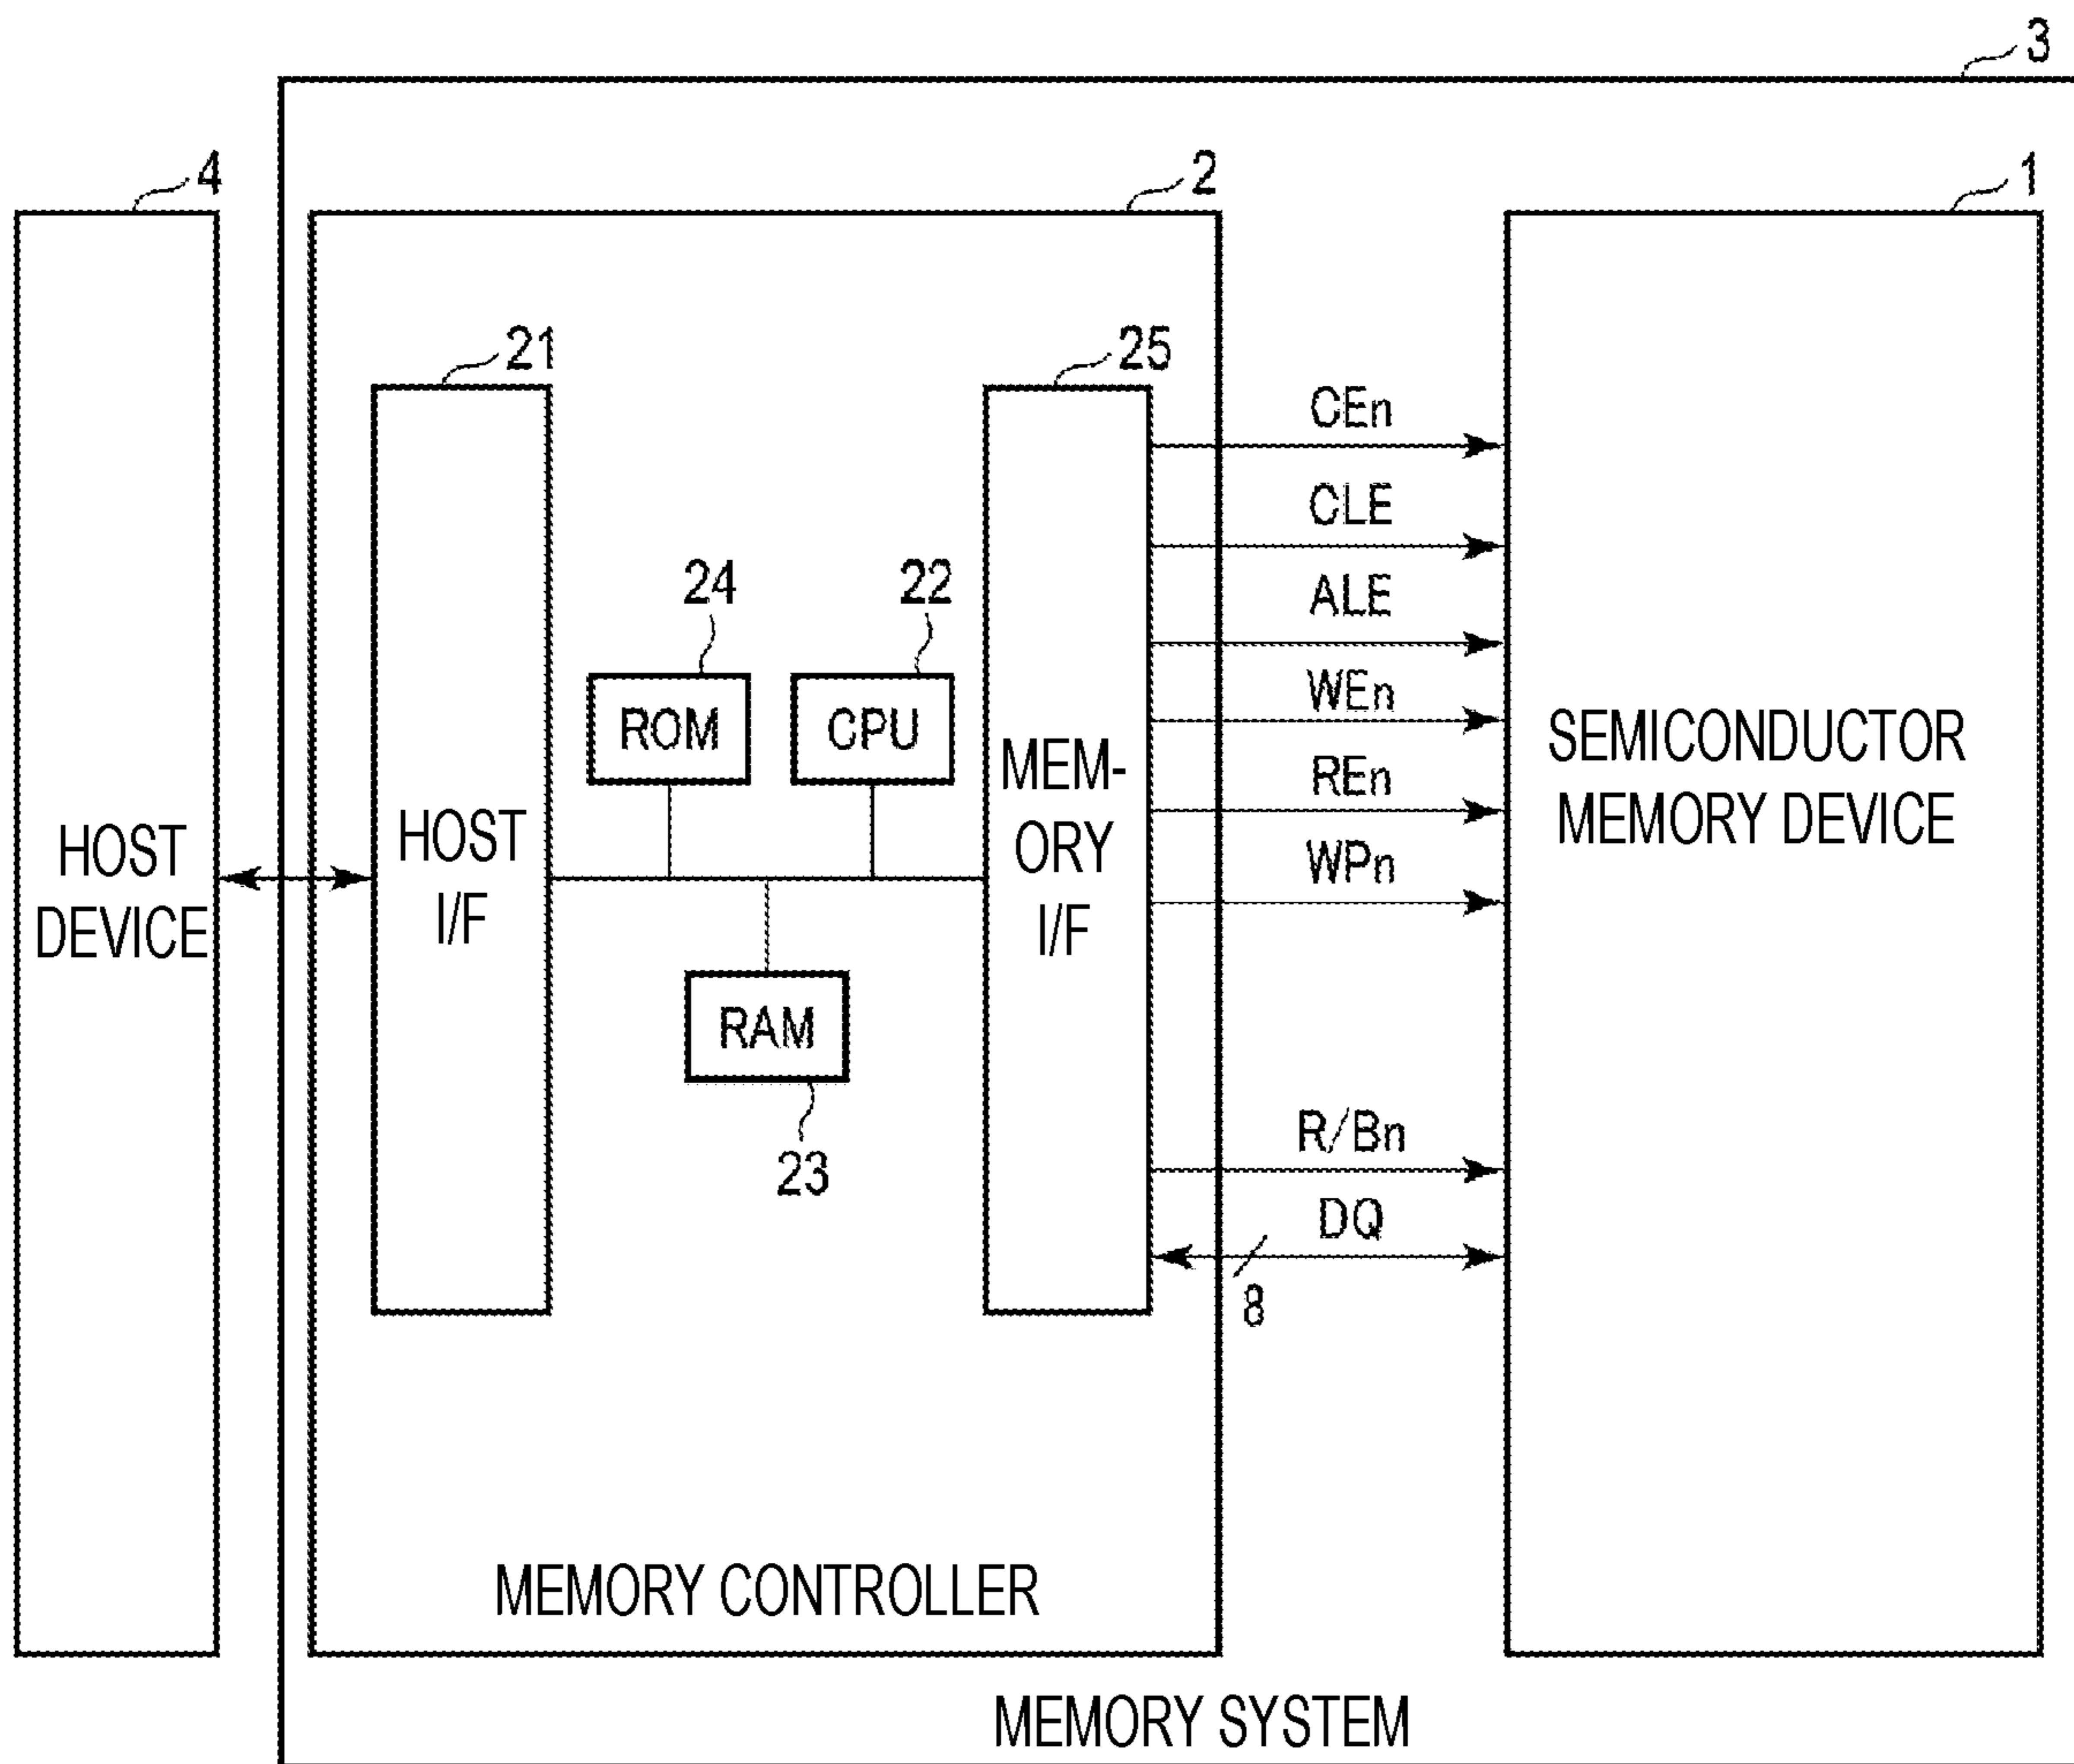 3
4
2
1
21
25
CEn
CLE
24
22
ALE
WEn
ROM
CPU
MEM-
ORY
I/F
SEMICONDUCTOR
MEMORY DEVICE
REn
WPn
HOST
DEVICE
HOST
I/F
RAM
23
R/Bn
DQ
8
MEMORY CONTROLLER
MEMORY SYSTEM